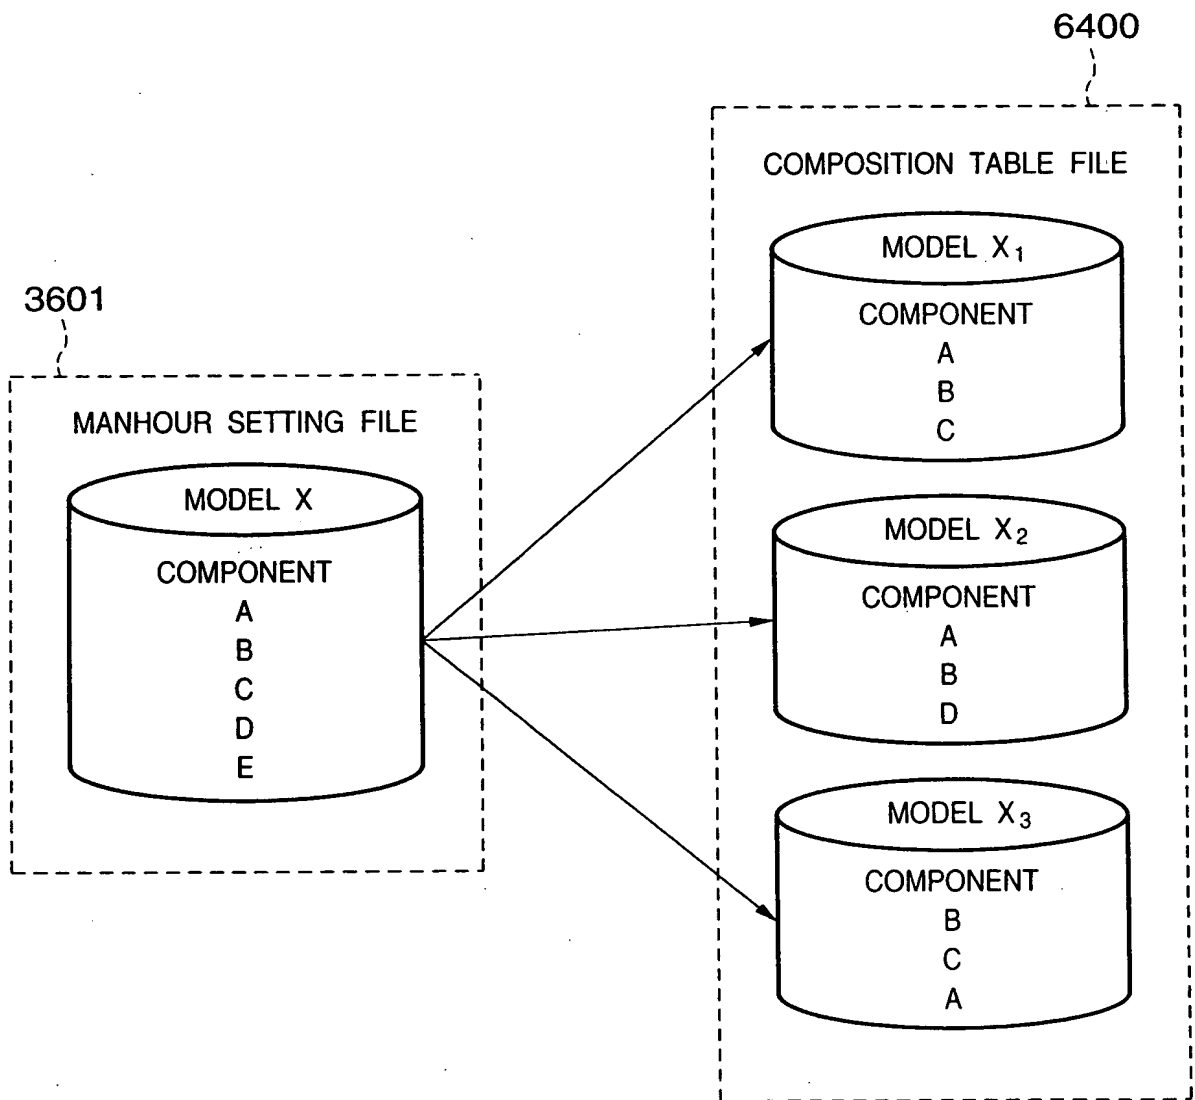 6400
COMPOSITION TABLE FILE
MODEL X₁
COMPONENT
A
B
C
MODEL X₂
COMPONENT
A
B
D
MODEL X₃
COMPONENT
B
C
A
3601
MANHOUR SETTING FILE
MODEL X
COMPONENT
A
B
C
D
E